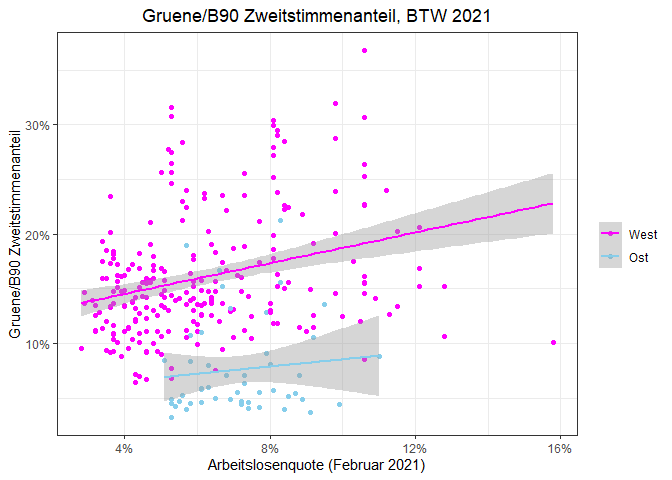 Gruene/B90 Zweitstimmenanteil, BTW 2021
Gruene/B90 Zweitstimmenanteil
30%
20%
10%
4%
8%
12%
16%
Arbeitslosenquote (Februar 2021)
West
Ost